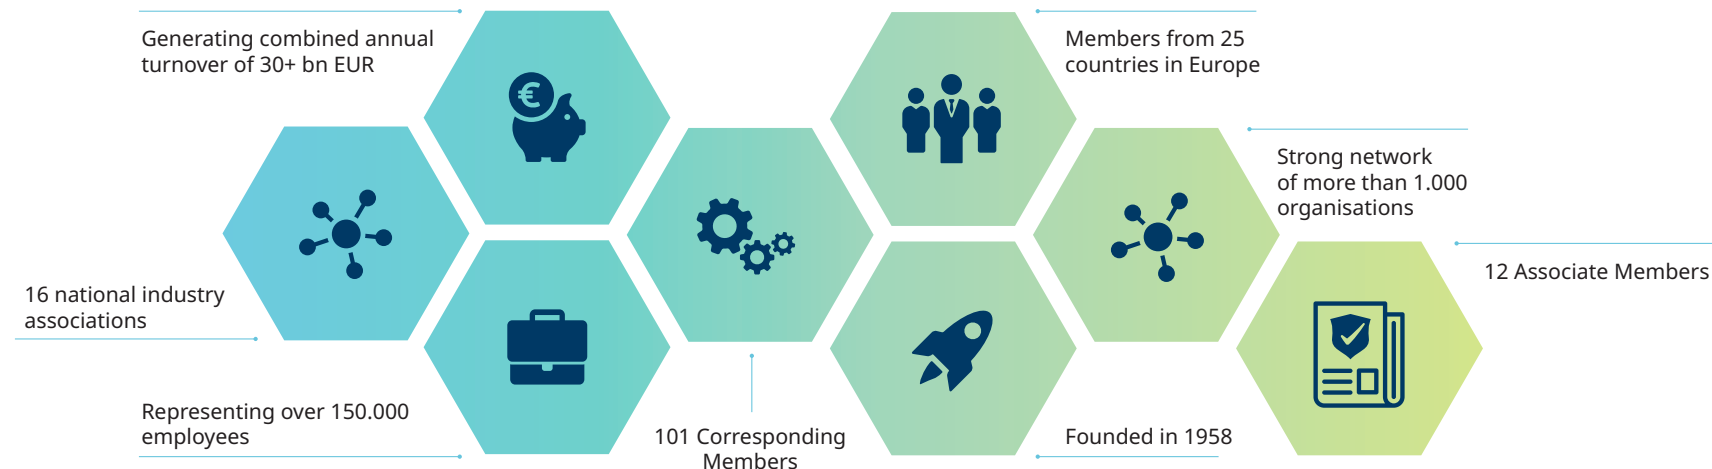 Generating combined annual
turnover of 30+ bn EUR
Members from 25
countries in Europe
Strong network
of more than 1.000
organisations
12 Associate Members
16 national industry
associations
Representing over 150.000
employees
101 Corresponding
Members
Founded in 1958
€